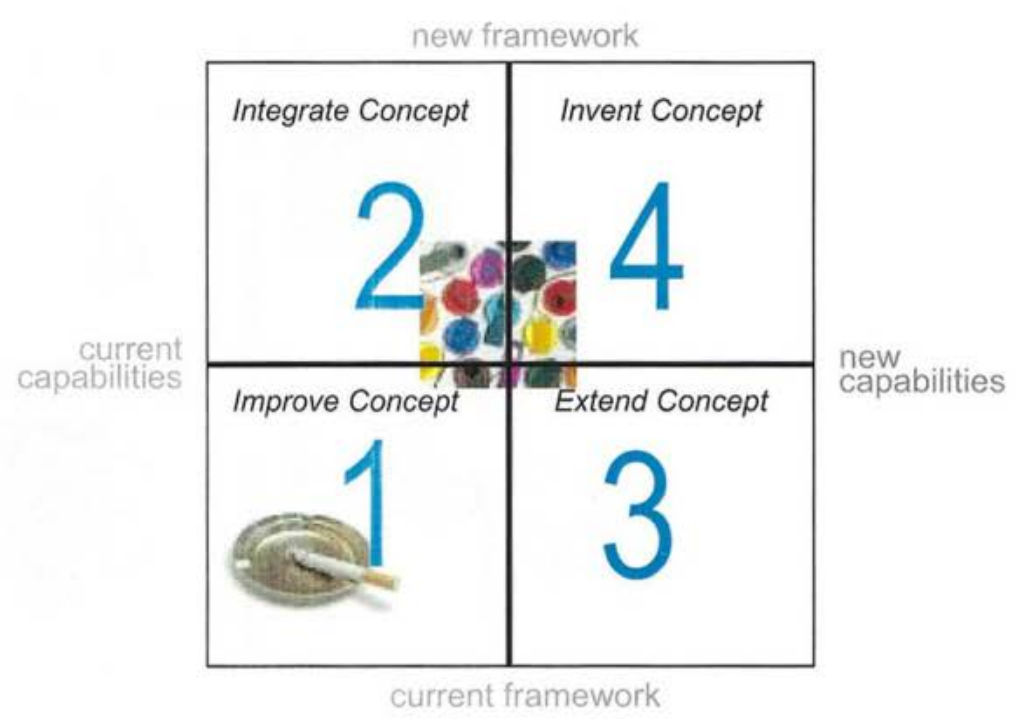 new framework
Integrate Concept
Invent Concept
2
4
current
capabilities
new
capabilities
Improve Concept
Extend Concept
1
3
current framework